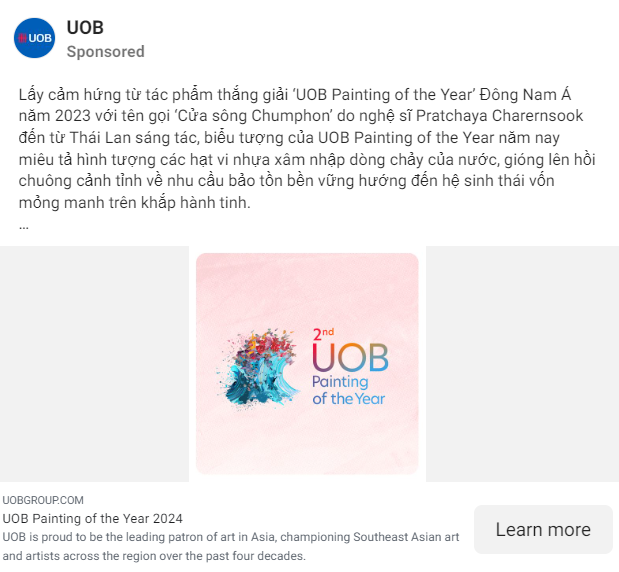 UOB
UOB
Sponsored
Lấy cảm hứng từ tác phẩm thắng giải ‘UOB Painting of the Year’ Đông Nam Á
năm 2023 với tên gọi ‘Cửa sông Chumphon’ do nghệ sĩ Pratchaya Charernsook
đến từ Thái Lan sáng tác, biểu tượng của UOB Painting of the Year năm nay
miêu tả hình tượng các hạt vi nhựa xâm nhập dòng chảy của nước, gióng lên hồi
chuông cảnh tỉnh về nhu cầu bảo tồn bền vững hướng đến hệ sinh thái vốn
mỏng manh trên khắp hành tinh.
...
2nd
UOB
Painting
of the Year
UOBGROUP.COM
UOB Painting of the Year 2024
UOB is proud to be the leading patron of art in Asia, championing Southeast Asian art
and artists across the region over the past four decades.
Learn more